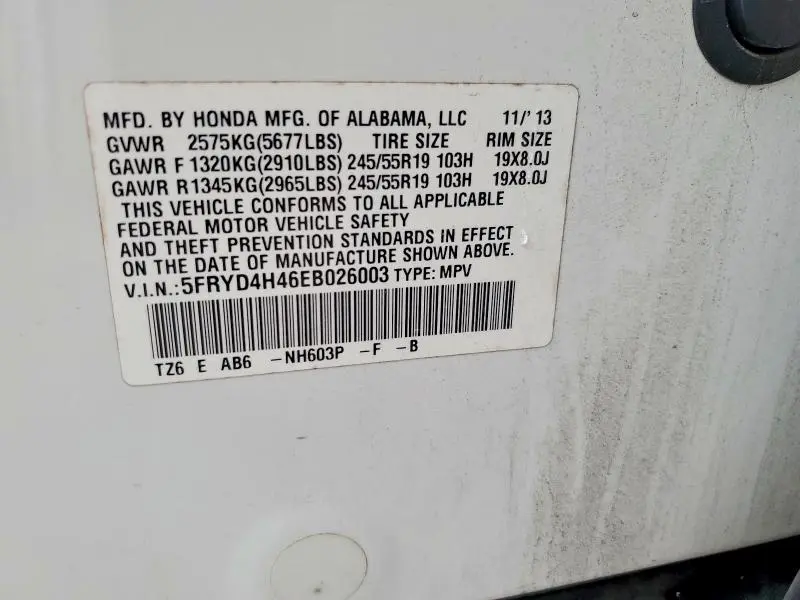 MFD. BY HONDA MFG. OF ALABAMA, LLC 11/'13
GVWR 2575KG(5677LBS) TIRE SIZE RIM SIZE
GAWR F 1320KG(2910LBS) 245/55R19 103H 19X8.0J
GAWR R1345KG(2965LBS) 245/55R19 103H 19X8.0J
THIS VEHICLE CONFORMS TO ALL APPLICABLE
FEDERAL MOTOR VEHICLE SAFETY
AND THEFT PREVENTION STANDARDS IN EFFECT
ON THE DATE OF MANUFACTURE SHOWN ABOVE.
V.I.N.:5FRYD4H46EB026003 TYPE: MPV
TZ6 E AB6 -NH603P -F -B